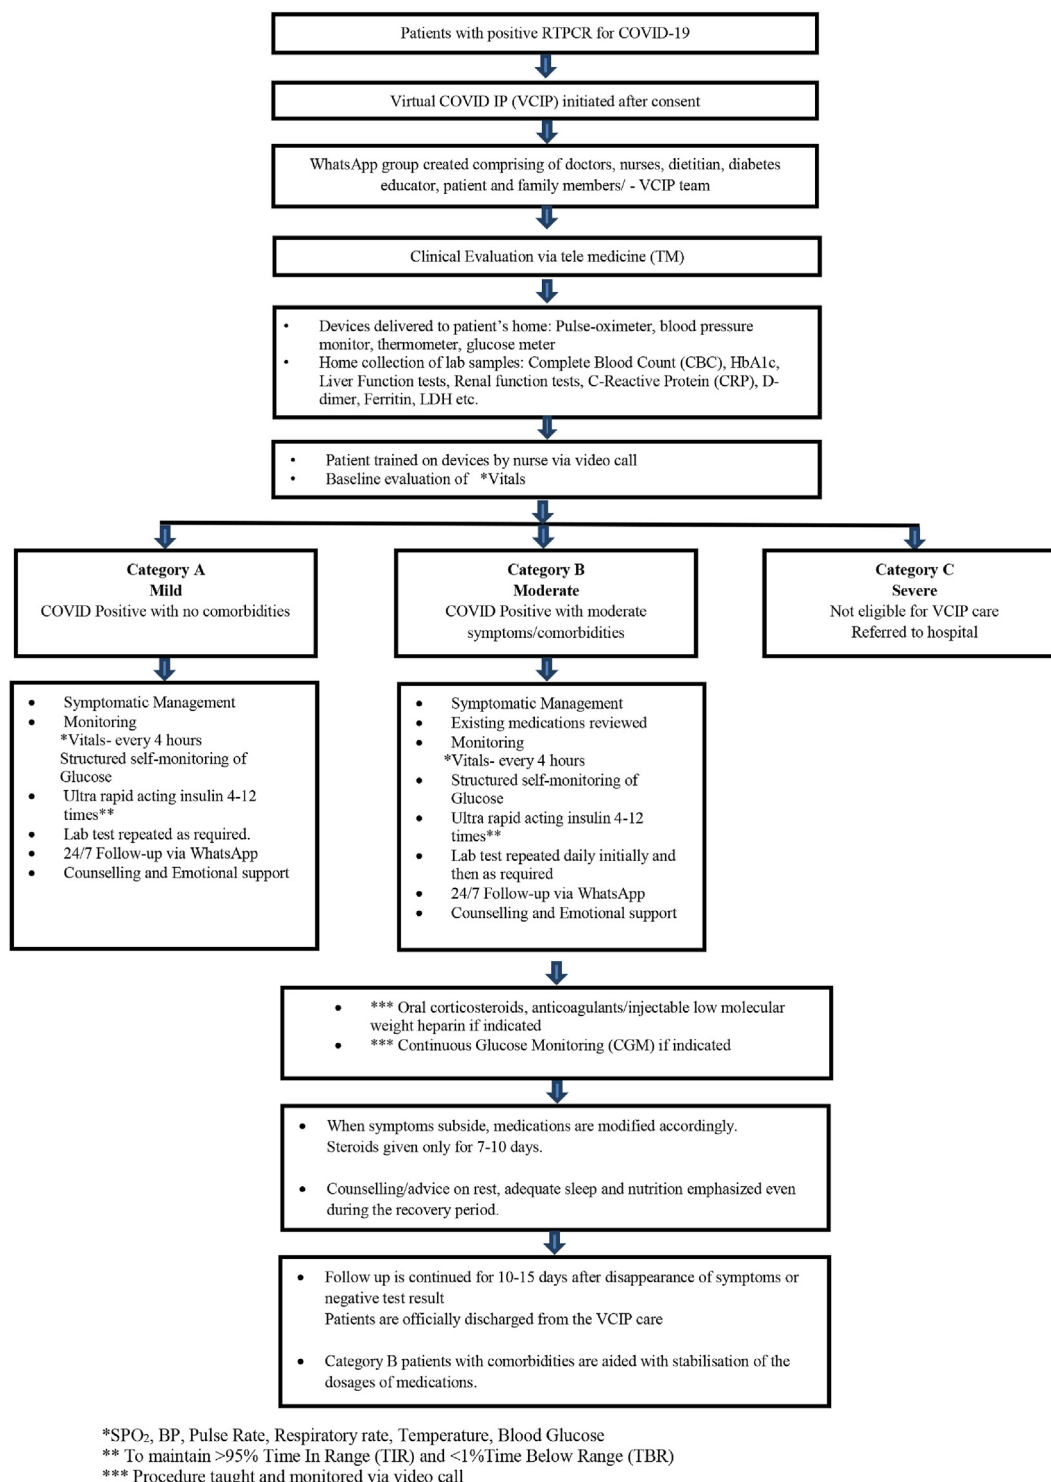 Patients with positive RTPCR for COVID-19
Virtual COVID IP (VCIP) initiated after consent
WhatsApp group created comprising of doctors, nurses, dietitian, diabetes
educator, patient and family members/ - VCIP team
Clinical Evaluation via tele medicine (TM)
• Devices delivered to patient's home: Pulse-oximeter, blood pressure
monitor, thermometer, glucose meter
• Home collection of lab samples: Complete Blood Count (CBC), HbA1c,
Liver Function tests, Renal function tests, C-Reactive Protein (CRP), D-
dimer, Ferritin, LDH etc.
• Patient trained on devices by nurse via video call
• Baseline evaluation of *Vitals
Category A
Mild
COVID Positive with no comorbidities
Category B
Moderate
COVID Positive with moderate
symptoms/comorbidities
Category C
Severe
Not eligible for VCIP care
Referred to hospital
• Symptomatic Management
• Monitoring
*Vitals- every 4 hours
Structured self-monitoring of
Glucose
• Ultra rapid acting insulin 4-12
times**
• Lab test repeated as required.
• 24/7 Follow-up via WhatsApp
• Counselling and Emotional support
• Symptomatic Management
• Existing medications reviewed
• Monitoring
*Vitals- every 4 hours
• Structured self-monitoring of
Glucose
• Ultra rapid acting insulin 4-12
times**
• Lab test repeated daily initially and
then as required
• 24/7 Follow-up via WhatsApp
• Counselling and Emotional support
• *** Oral corticosteroids, anticoagulants/injectable low molecular
weight heparin if indicated
• *** Continuous Glucose Monitoring (CGM) if indicated
• When symptoms subside, medications are modified accordingly.
Steroids given only for 7-10 days.
• Counselling/advice on rest, adequate sleep and nutrition emphasized even
during the recovery period.
• Follow up is continued for 10-15 days after disappearance of symptoms or
negative test result
Patients are officially discharged from the VCIP care
• Category B patients with comorbidities are aided with stabilisation of the
dosages of medications.
*SPO₂, BP, Pulse Rate, Respiratory rate, Temperature, Blood Glucose
** To maintain >95% Time In Range (TIR) and <1%Time Below Range (TBR)
*** Procedure taught and monitored via video call